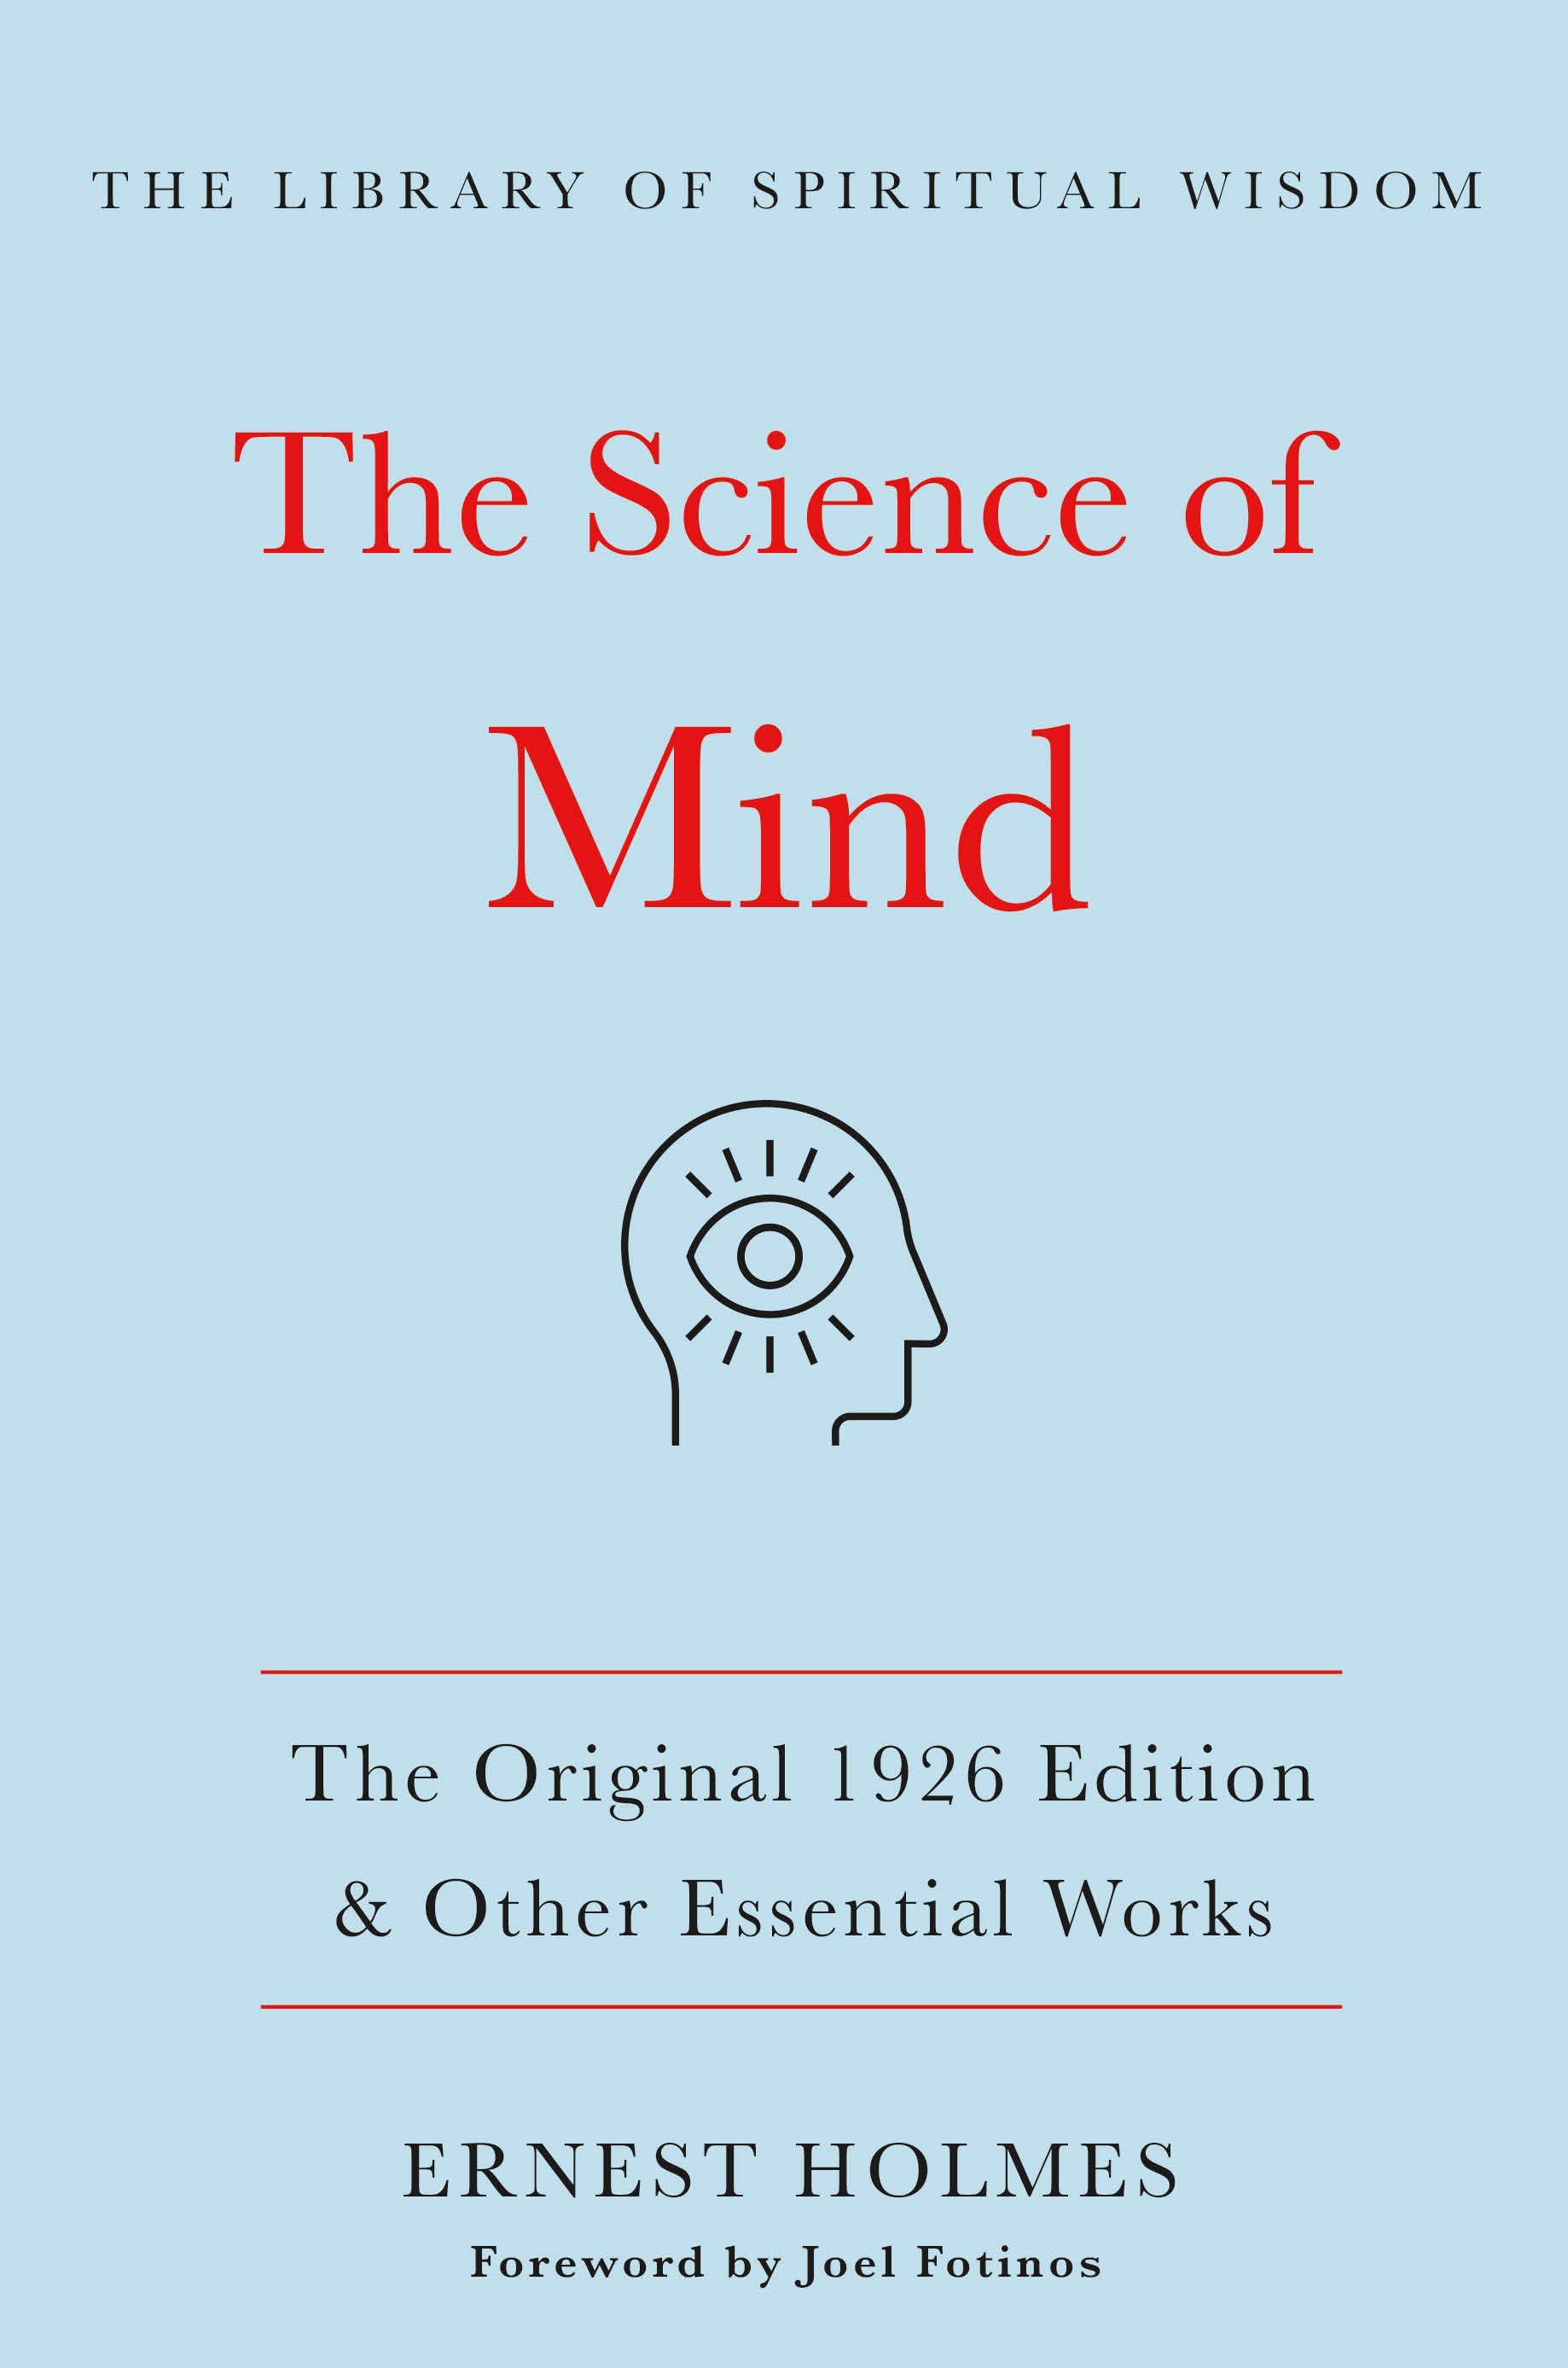 THE LIBRARY OF SPIRITUAL WISDOM
The Science of
Mind
The Original 1926 Edition
& Other Essential Works
ERNEST HOLMES
Foreword by Joel Fotinos